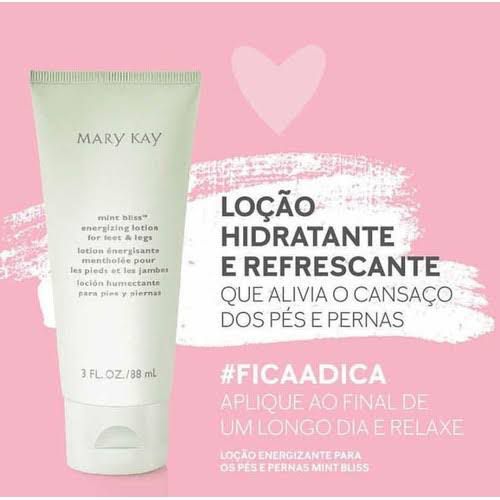 MARY KAY
mint bliss™
energizing lotion
for feet & legs
lotion énergisante
mentholée pour
les pieds et les jambes
loción humectante
para pies y piernas
3 FL. OZ./88 mL
LOÇÃO
HIDRATANTE
E REFRESCANTE
QUE ALIVIA O CANSAÇO
DOS PÉS E PERNAS
#FICAADICA
APLIQUE AO FINAL DE
UM LONGO DIA E RELAXE
LOÇÃO ENERGIZANTE PARA
OS PÉS E PERNAS MINT BLISS